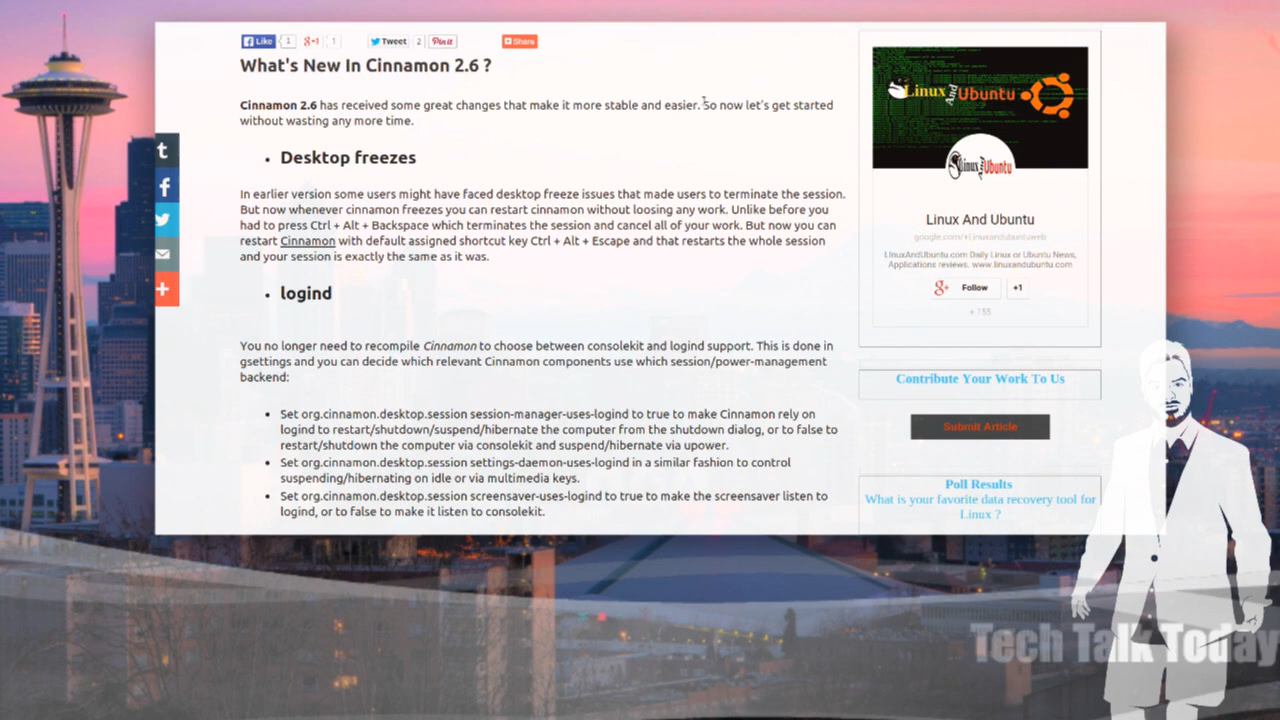 Like 1 g+1 1 Tweet 2 Pin it Share
What's New In Cinnamon 2.6 ?
Cinnamon 2.6 has received some great changes that make it more stable and easier. So now let's get started
without wasting any more time.
Desktop freezes
In earlier version some users might have faced desktop freeze issues that made users to terminate the session.
But now whenever cinnamon freezes you can restart cinnamon without loosing any work. Unlike before you
had to press Ctrl + Alt + Backspace which terminates the session and cancel all of your work. But now you can
restart Cinnamon with default assigned shortcut key Ctrl + Alt + Escape and that restarts the whole session
and your session is exactly the same as it was.
logind
You no longer need to recompile Cinnamon to choose between consolekit and logind support. This is done in
gsettings and you can decide which relevant Cinnamon components use which session/power-management
backend:
Set org.cinnamon.desktop.session session-manager-uses-logind to true to make Cinnamon rely on
logind to restart/shutdown/suspend/hibernate the computer from the shutdown dialog, or to false to
restart/shutdown the computer via consolekit and suspend/hibernate via upower.
Set org.cinnamon.desktop.session settings-daemon-uses-logind in a similar fashion to control
suspending/hibernating on idle or via multimedia keys.
Set org.cinnamon.desktop.session screensaver-uses-logind to true to make the screensaver listen to
logind, or to false to make it listen to consolekit.
Linux And Ubuntu
Linux And Ubuntu
Linux And Ubuntu
google.com/+Linuxandubuntuweb
LinuxAndUbuntu.com Daily Linux or Ubuntu News,
Applications reviews. www.linuxandubuntu.com
g+ Follow +1
+ 155
Contribute Your Work To Us
Submit Article
Poll Results
What is your favorite data recovery tool for
Linux ?
Tech Talk Today